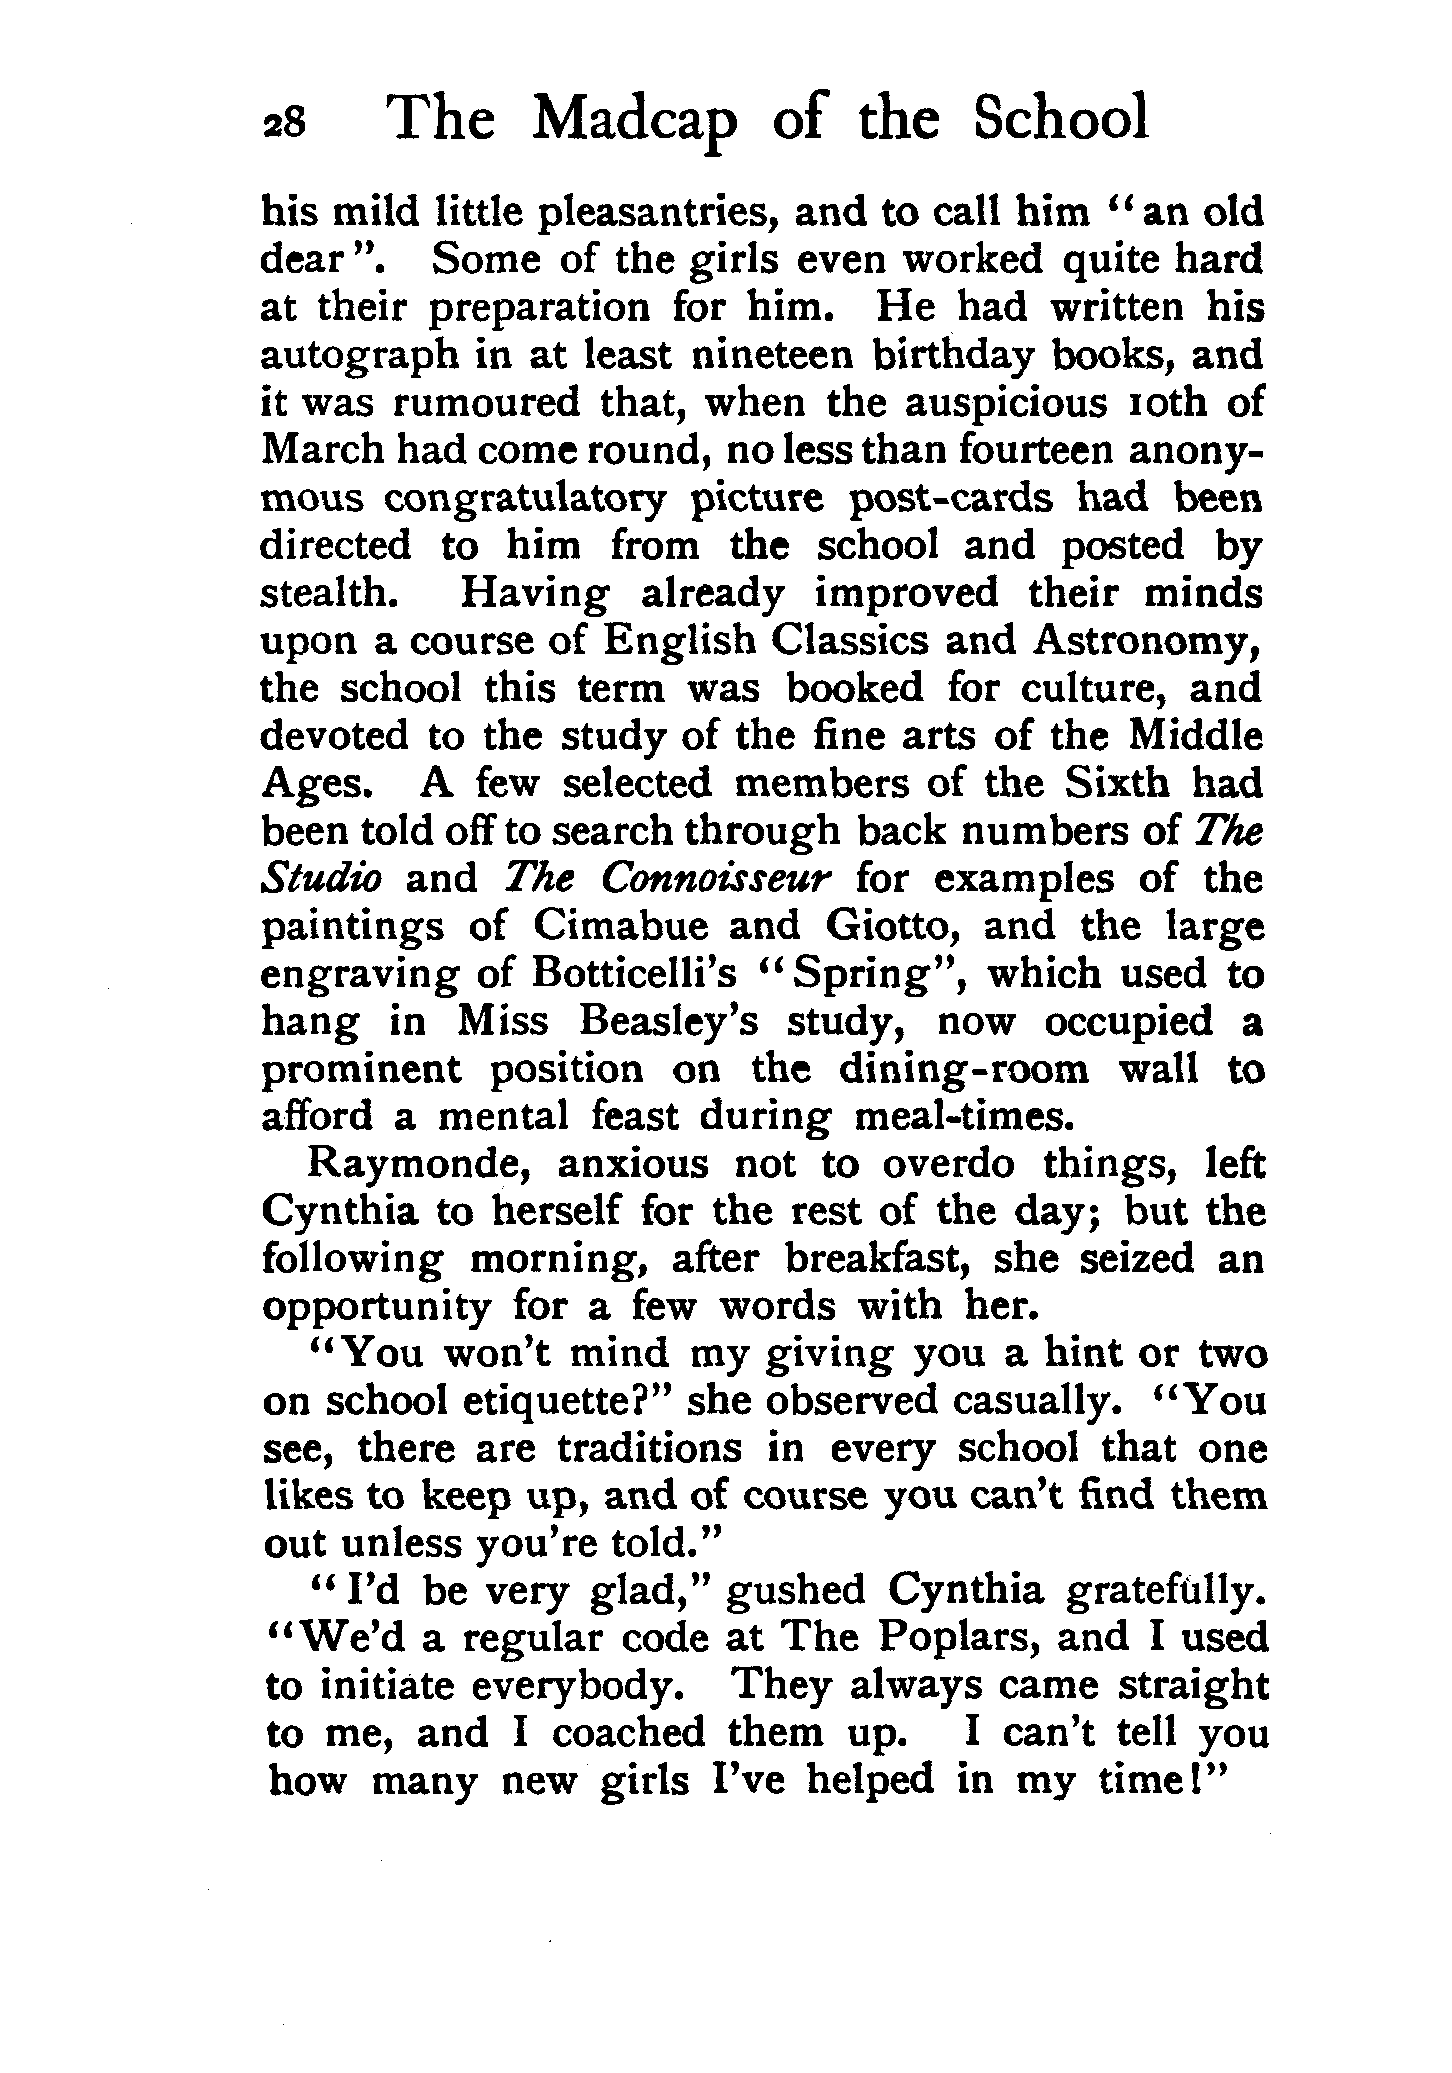 28 The Madcap of the School
his mild little pleasantries, and to call him “an old
dear”. Some of the girls even worked quite hard
at their preparation for him. He had written his
autograph in at least nineteen birthday books, and
it was rumoured that, when the auspicious 10th of
March had come round, no less than fourteen anony-
mous congratulatory picture post-cards had been
directed to him from the school and posted by
stealth. Having already improved their minds
upon a course of English Classics and Astronomy,
the school this term was booked for culture, and
devoted to the study of the fine arts of the Middle
Ages. A few selected members of the Sixth had
been told off to search through back numbers of The
Studio and The Connoisseur for examples of the
paintings of Cimabue and Giotto, and the large
engraving of Botticelli's “Spring”, which used to
hang in Miss Beasley's study, now occupied a
prominent position on the dining-room wall to
afford a mental feast during meal-times.
Raymonde, anxious not to overdo things, left
Cynthia to herself for the rest of the day; but the
following morning, after breakfast, she seized an
opportunity for a few words with her.
“You won't mind my giving you a hint or two
on school etiquette?” she observed casually. “You
see, there are traditions in every school that one
likes to keep up, and of course you can't find them
out unless you're told.”
“I'd be very glad,” gushed Cynthia gratefully.
“We'd a regular code at The Poplars, and I used
to initiate everybody. They always came straight
to me, and I coached them up. I can't tell you
how many new girls I've helped in my time!”